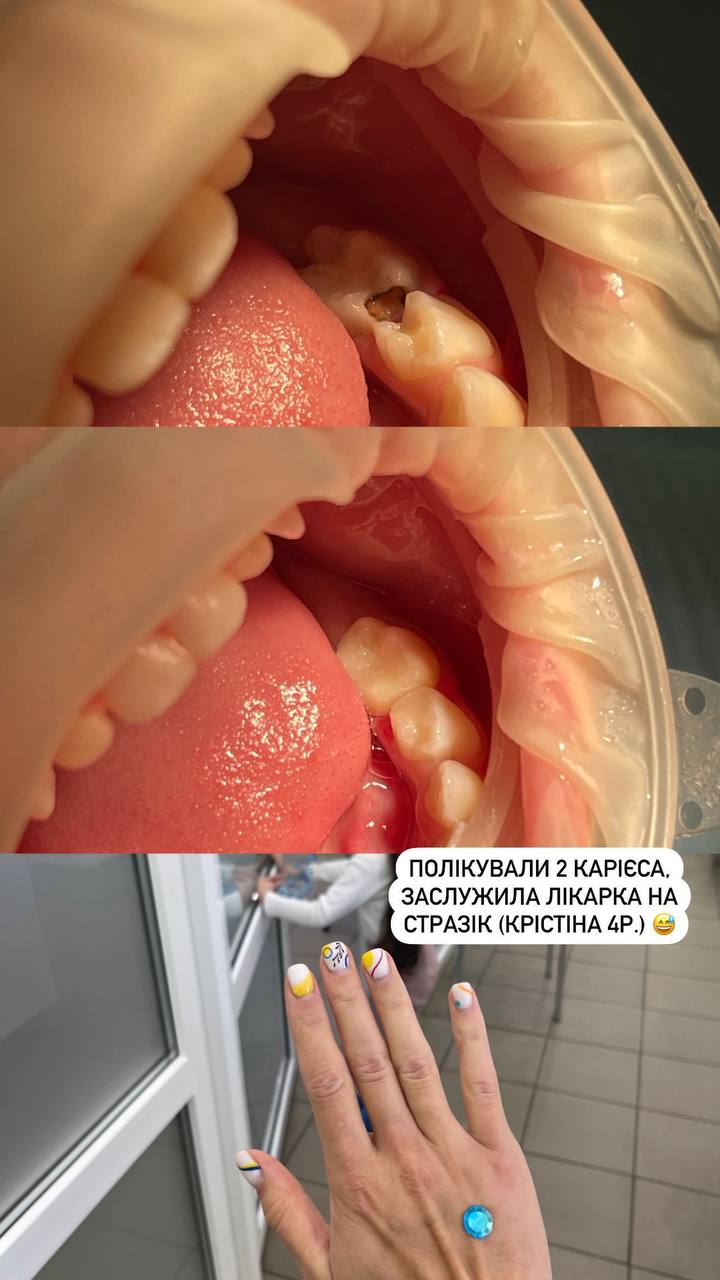 ПОЛІКУВАЛИ 2 КАРІЄСА,
ЗАСЛУЖИЛА ЛІКАРКА НА
СТРАЗІК (КРІСТІНА 4Р.) 😅